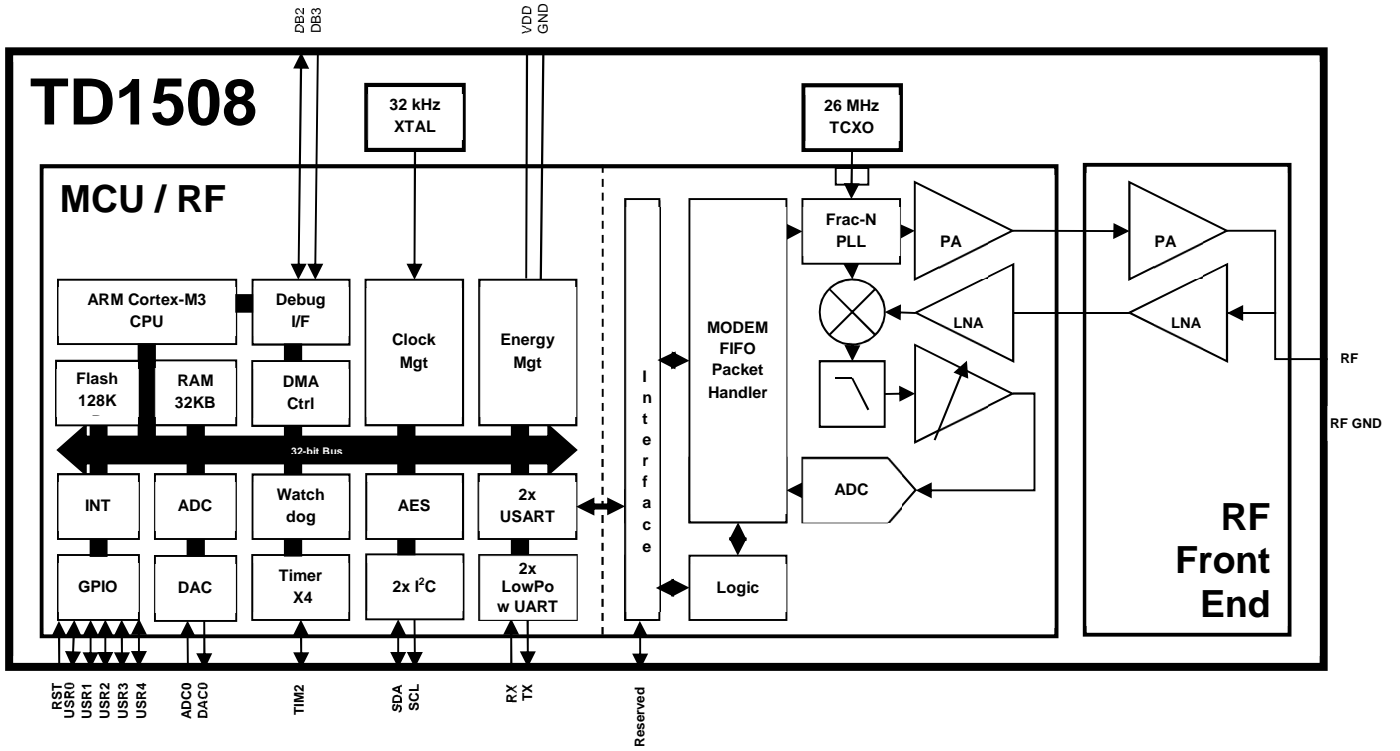 DB2
DB3
VDD
GND
TD1508
32 kHz
XTAL
26 MHz
TCXO
MCU / RF
ARM Cortex-M3
CPU
Debug
I/F
Clock
Mgt
Energy
Mgt
Flash
128K
RAM
32KB
DMA
Ctrl
32-bit Bus
INT
ADC
Watch
dog
AES
2x
USART
GPIO
DAC
Timer
X4
2x I²C
2x
LowPo
w UART
Interface
MODEM
FIFO
Packet
Handler
Logic
Frac-N
PLL
PA
LNA
ADC
PA
LNA
RF
Front
End
RF
RF GND
RST
USR0
USR1
USR2
USR3
USR4
ADC0
DAC0
TIM2
SDA
SCL
RX
TX
Reserved